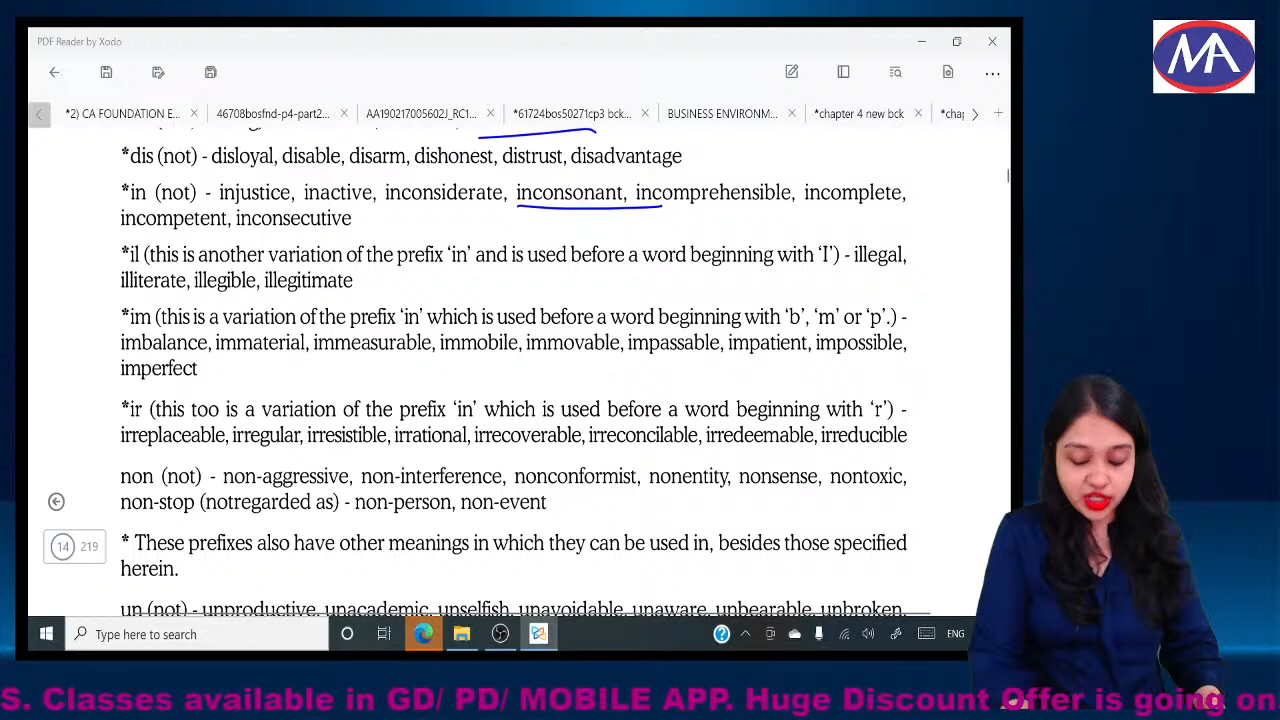 MA
PDF Reader by Xodo
*2) CA FOUNDATION E...
46708bosfnd-p4-part2...
AA190217005602J_RC1...
*61724bos50271cp3 bck...
BUSINESS ENVIRONM...
*chapter 4 new bck
*chap
*dis (not) - disloyal, disable, disarm, dishonest, distrust, disadvantage
*in (not) - injustice, inactive, inconsiderate, inconsonant, incomprehensible, incomplete,
incompetent, inconsecutive
*il (this is another variation of the prefix ‘in’ and is used before a word beginning with ‘I’) - illegal,
illiterate, illegible, illegitimate
*im (this is a variation of the prefix ‘in’ which is used before a word beginning with ‘b’, ‘m’ or ‘p’.) -
imbalance, immaterial, immeasurable, immobile, immovable, impassable, impatient, impossible,
imperfect
*ir (this too is a variation of the prefix ‘in’ which is used before a word beginning with ‘r’) -
irreplaceable, irregular, irresistible, irrational, irrecoverable, irreconcilable, irredeemable, irreducible
non (not) - non-aggressive, non-interference, nonconformist, nonentity, nonsense, nontoxic,
non-stop (notregarded as) - non-person, non-event
14 219
* These prefixes also have other meanings in which they can be used in, besides those specified
herein.
un (not) - unproductive, unacademic, unselfish, unavoidable, unaware, unbearable, unbroken,
Type here to search
ENG
S. Classes available in GD/ PD/ MOBILE APP. Huge Discount Offer is going on